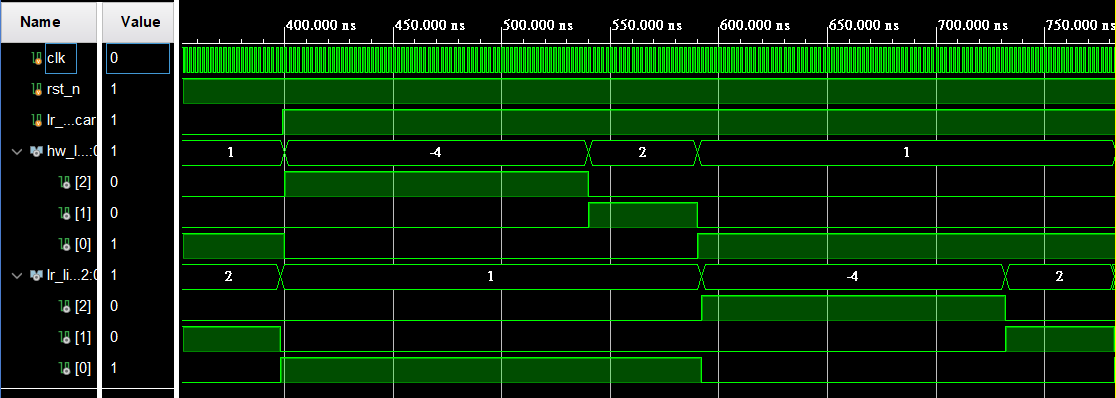 Name Value 400.000 ns 450.000 ns 500.000 ns 550.000 ns 600.000 ns 650.000 ns 700.000 ns 750.000 ns
clk 0
rst_n 1
lr_...car 1
hw_l...:0 1 1 -4 2 1
[2] 0
[1] 0
[0] 1
lr_li...2:0 1 2 1 -4 2
[2] 0
[1] 0
[0] 1